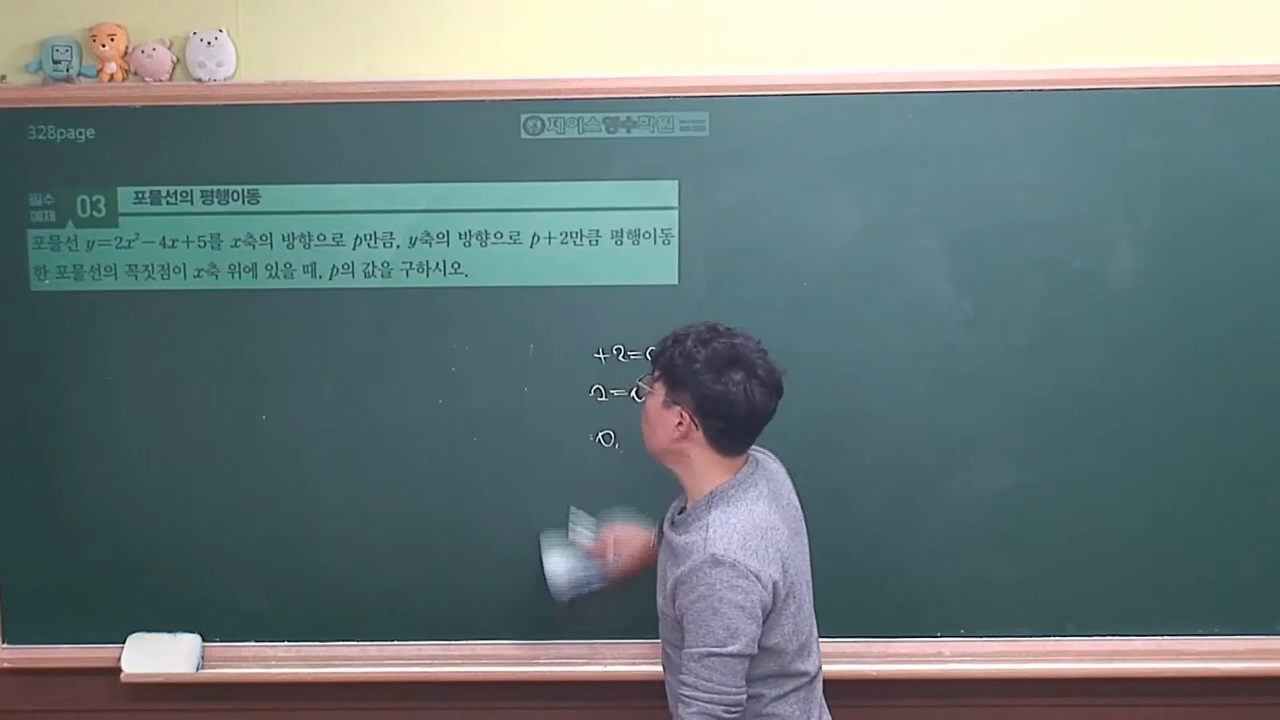 328page
제이스영수학원
필수
예제
03
포물선의 평행이동
포물선 y=2x²-4x+5를 x축의 방향으로 p만큼, y축의 방향으로 p+2만큼 평행이동
한 포물선의 꼭짓점이 x축 위에 있을 때, p의 값을 구하시오.
+2=
2=